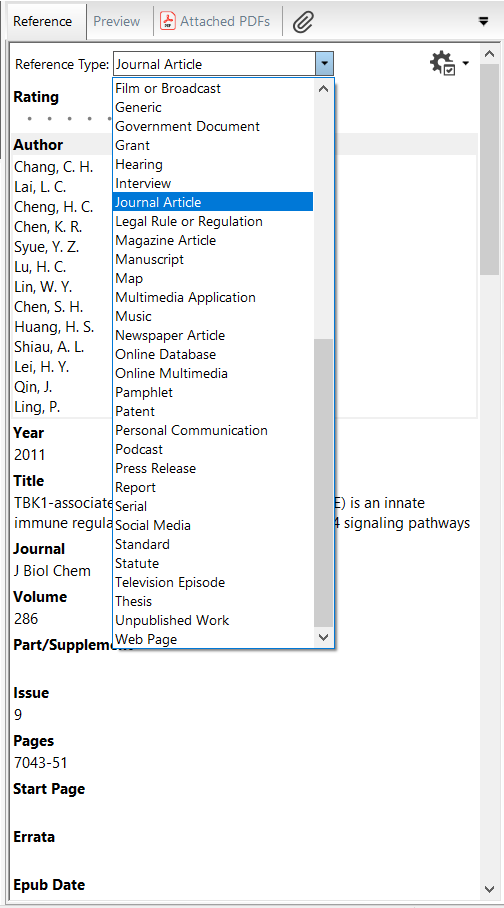 Reference Preview Attached PDFs
Reference Type: Journal Article
Film or Broadcast
Generic
Government Document
Grant
Hearing
Interview
Journal Article
Legal Rule or Regulation
Magazine Article
Manuscript
Map
Multimedia Application
Music
Newspaper Article
Online Database
Online Multimedia
Pamphlet
Patent
Personal Communication
Podcast
Press Release
Report
Serial
Social Media
Standard
Statute
Television Episode
Thesis
Unpublished Work
Web Page
Rating
Author
Chang, C. H.
Lai, L. C.
Cheng, H. C.
Chen, K. R.
Syue, Y. Z.
Lu, H. C.
Lin, W. Y.
Chen, S. H.
Huang, H. S.
Shiau, A. L.
Lei, H. Y.
Qin, J.
Ling, P.
Year
2011
Title
TBK1-associate E) is an innate
immune regula 4 signaling pathways
Journal
J Biol Chem
Volume
286
Part/Supplem
Issue
9
Pages
7043-51
Start Page
Errata
Epub Date